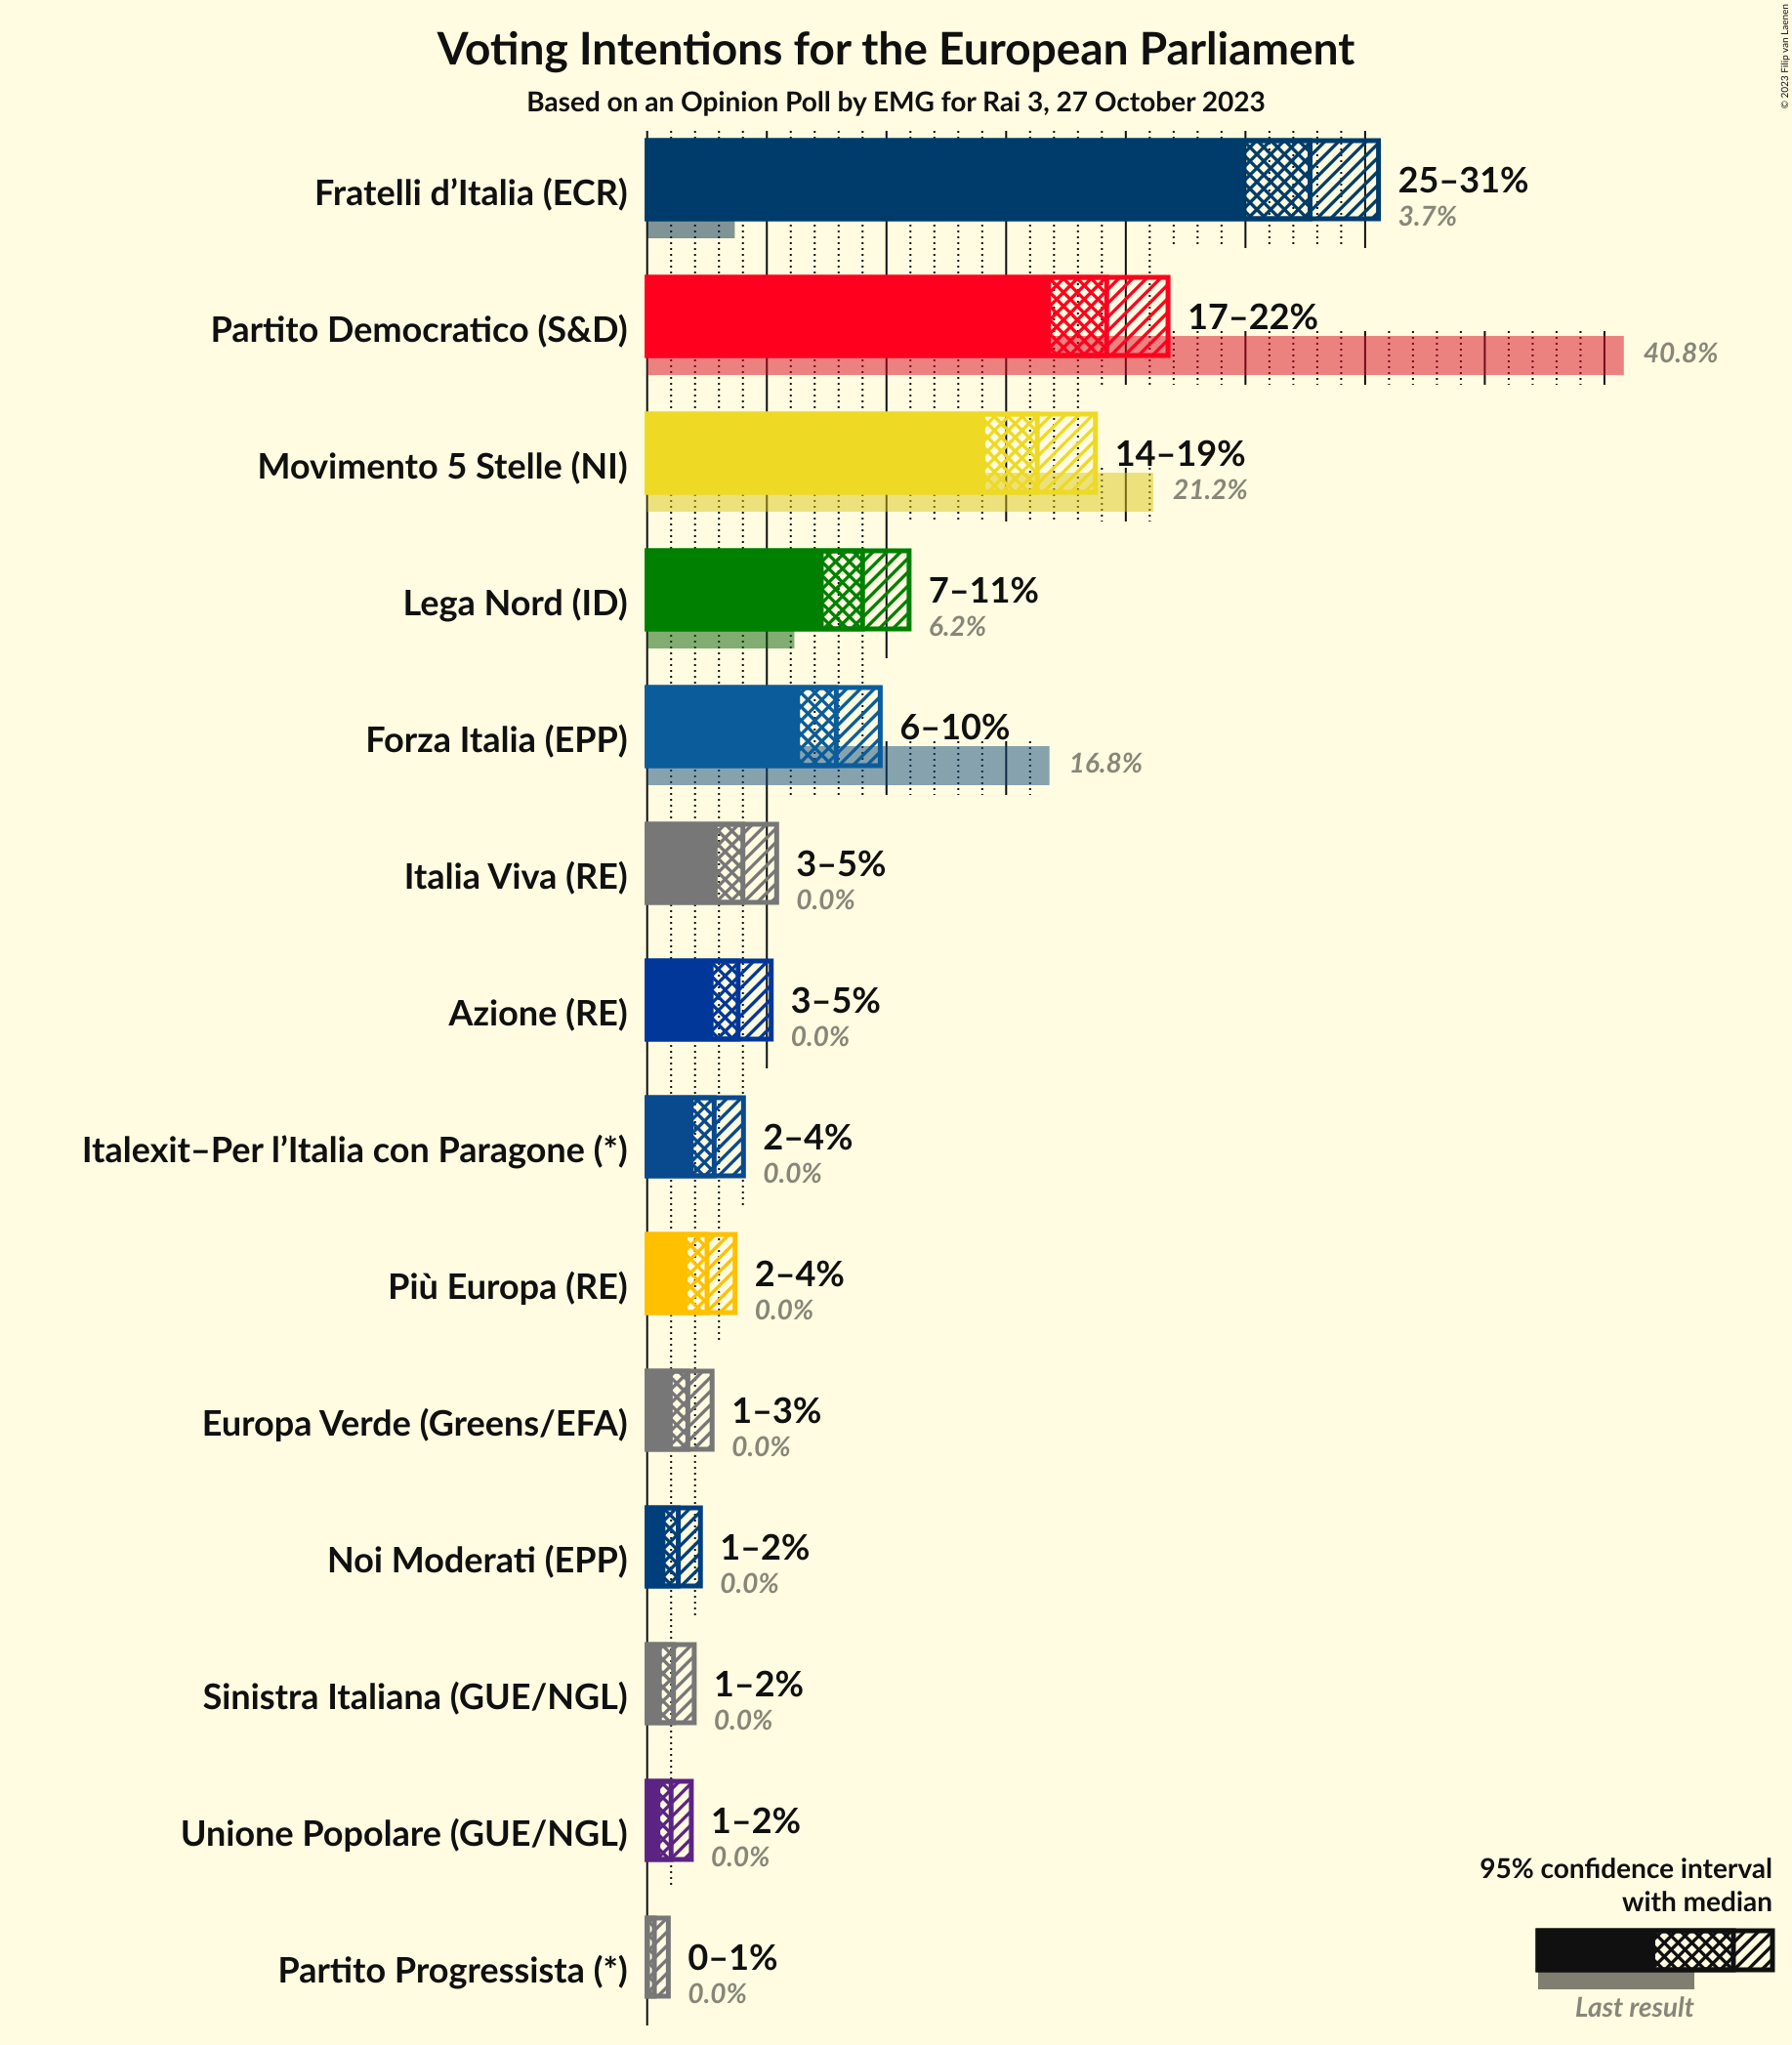 © 2023 Filip van Laenen
Voting Intentions for the European Parliament
Based on an Opinion Poll by EMG for Rai 3, 27 October 2023
Fratelli d’Italia (ECR)
25–31%
3.7%
Partito Democratico (S&D)
17–22%
40.8%
Movimento 5 Stelle (NI)
14–19%
21.2%
Lega Nord (ID)
7–11%
6.2%
Forza Italia (EPP)
6–10%
16.8%
Italia Viva (RE)
3–5%
0.0%
Azione (RE)
3–5%
0.0%
Italexit–Per l’Italia con Paragone (*)
2–4%
0.0%
Più Europa (RE)
2–4%
0.0%
Europa Verde (Greens/EFA)
1–3%
0.0%
Noi Moderati (EPP)
1–2%
0.0%
Sinistra Italiana (GUE/NGL)
1–2%
0.0%
Unione Popolare (GUE/NGL)
1–2%
0.0%
Partito Progressista (*)
0–1%
0.0%
95% confidence interval
with median
Last result